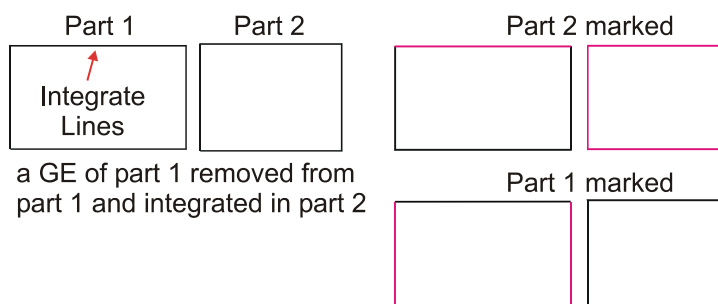 Part 1
Part 2
Integrate
Lines
a GE of part 1 removed from
part 1 and integrated in part 2
Part 2 marked
Part 1 marked